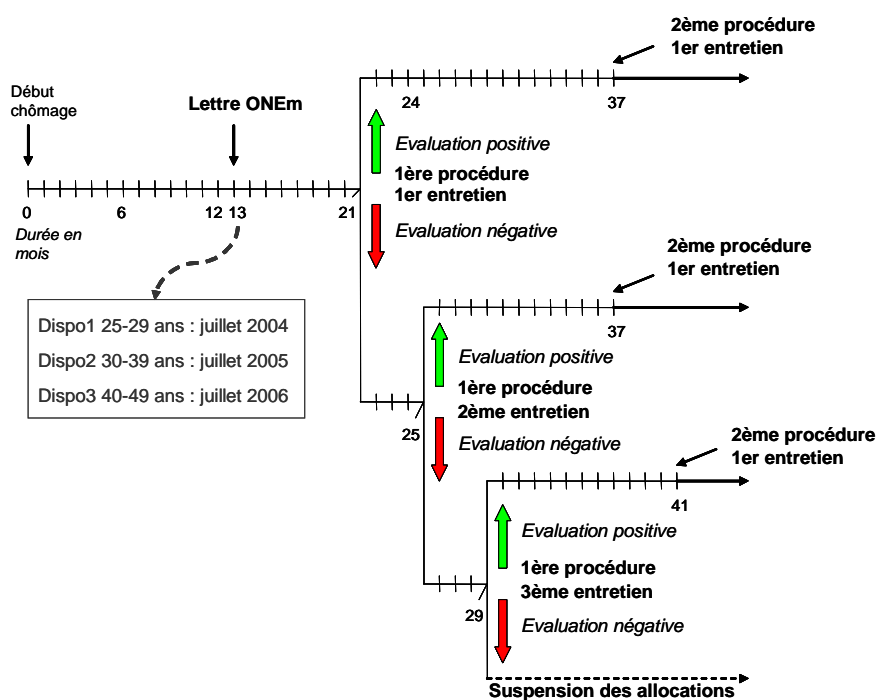 2ème procédure
1er entretien
24
37
Début
chômage
Lettre ONEm
Evaluation positive
1ère procédure
1er entretien
Evaluation négative
0
6
12
13
21
Durée en
mois
2ème procédure
1er entretien
37
Dispo1 25-29 ans : juillet 2004
Dispo2 30-39 ans : juillet 2005
Dispo3 40-49 ans : juillet 2006
Evaluation positive
1ère procédure
2ème entretien
25
Evaluation négative
2ème procédure
1er entretien
41
Evaluation positive
1ère procédure
3ème entretien
29
Evaluation négative
Suspension des allocations